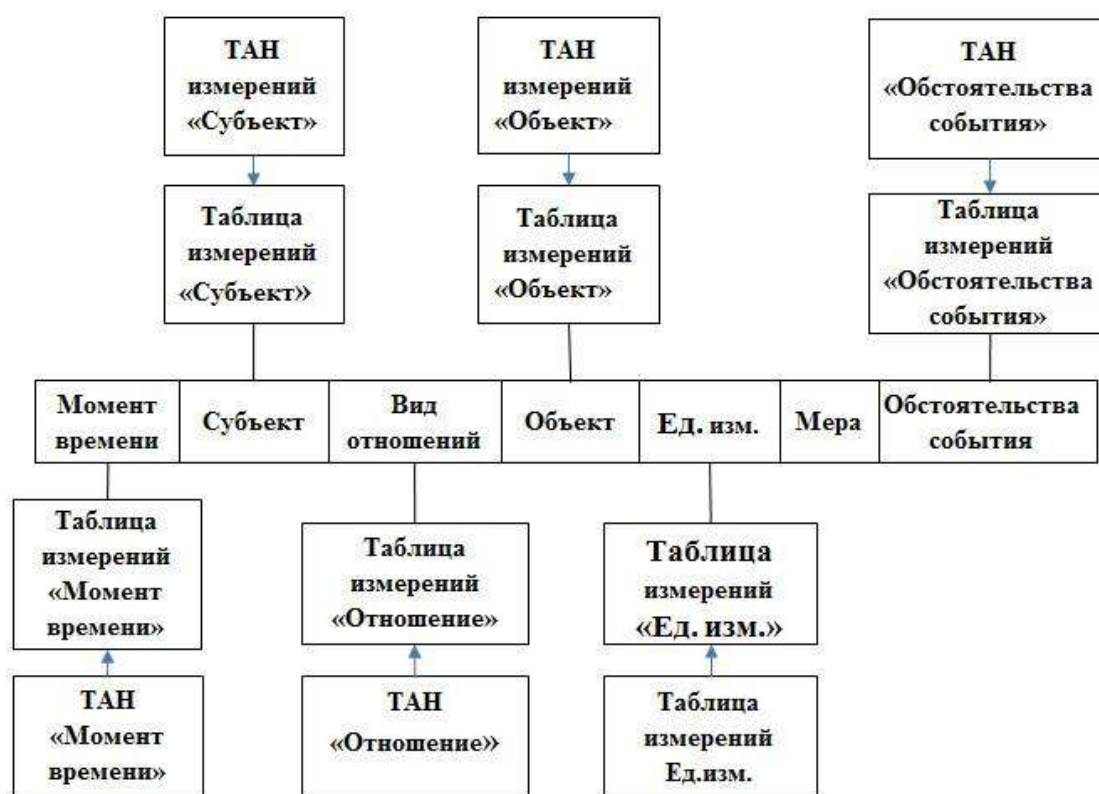 ТАН
измерений
«Субъект»
ТАН
измерений
«Объект»
ТАН
«Обстоятельства
события»
Таблица
измерений
«Субъект»
Таблица
измерений
«Объект»
Таблица
измерений
«Обстоятельства
события»
Момент
времени
Субъект
Вид
отношений
Объект
Ед. изм.
Мера
Обстоятельства
события
Таблица
измерений
«Момент
времени»
Таблица
измерений
«Отношение»
Таблица
измерений
«Ед. изм.»
ТАН
«Момент
времени»
ТАН
«Отношение»
Таблица
измерений
Ед.изм.